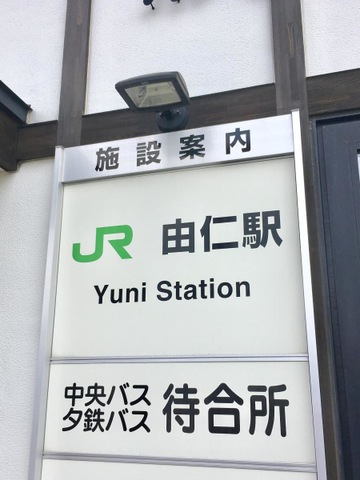 施設案内
JR 由仁駅
Yuni Station
中央バス
夕鉄バス 待合所